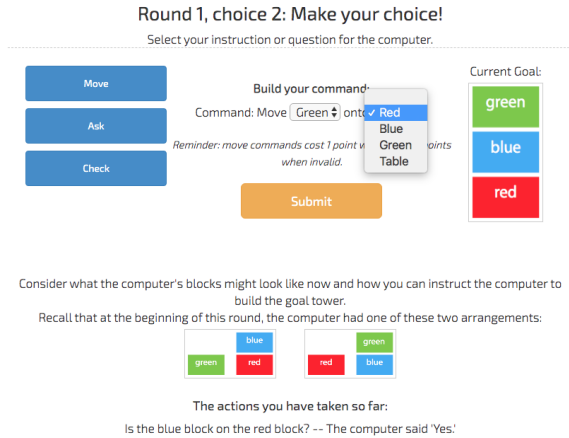 Round 1, choice 2: Make your choice!
Select your instruction or question for the computer.
Move
Ask
Check
Build your command:
Command: Move Green onto
✓ Red
Blue
Green
Table
Reminder: move commands cost 1 point w points
when invalid.
Submit
Current Goal:
green
blue
red
Consider what the computer's blocks might look like now and how you can instruct the computer to
build the goal tower.
Recall that at the beginning of this round, the computer had one of these two arrangements:
blue
green red
green
red blue
The actions you have taken so far:
Is the blue block on the red block? -- The computer said 'Yes.'